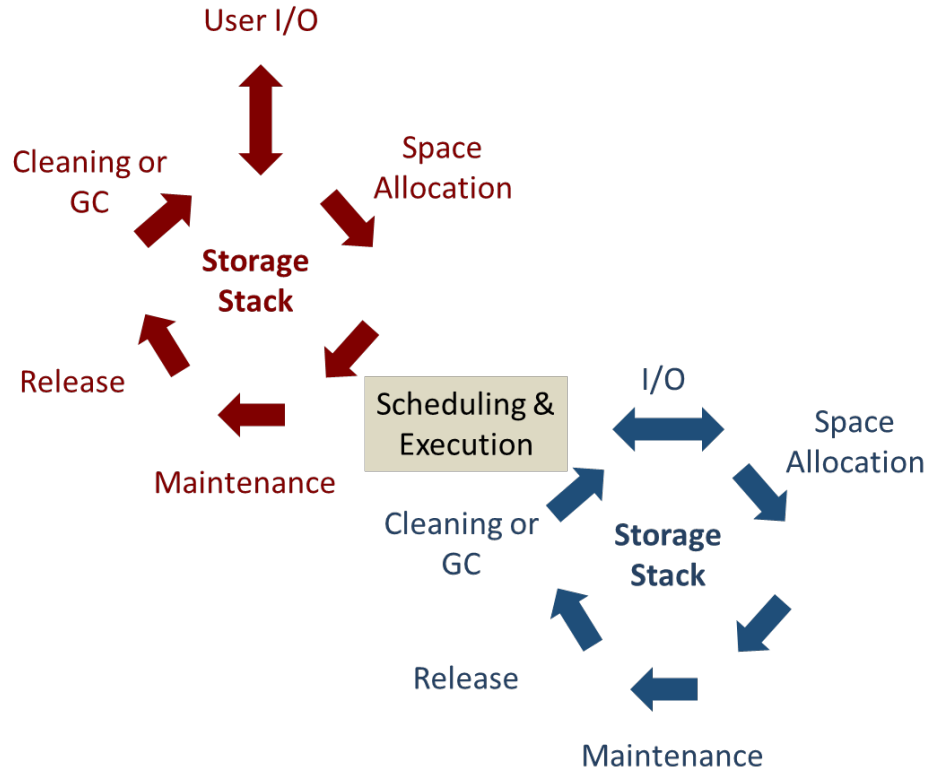 User I/O
Cleaning or
GC
Space
Allocation
Storage
Stack
Release
Maintenance
Scheduling &
Execution
I/O
Space
Allocation
Cleaning or
GC
Storage
Stack
Release
Maintenance